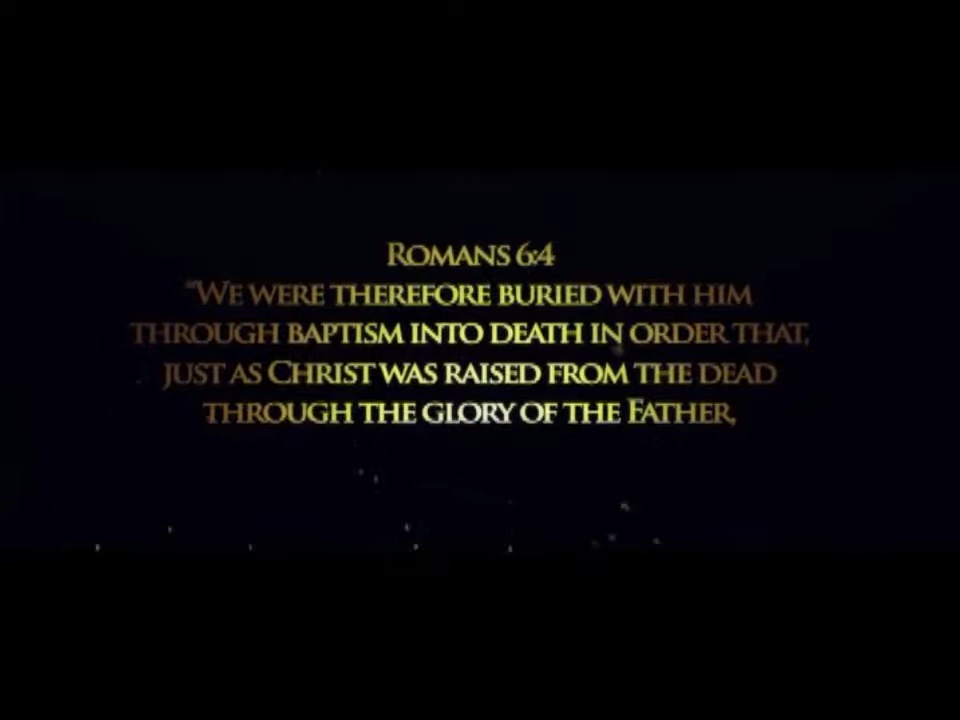 Romans 6:4
"We were therefore buried with him
through baptism into death in order that,
just as Christ was raised from the dead
through the glory of the Father,